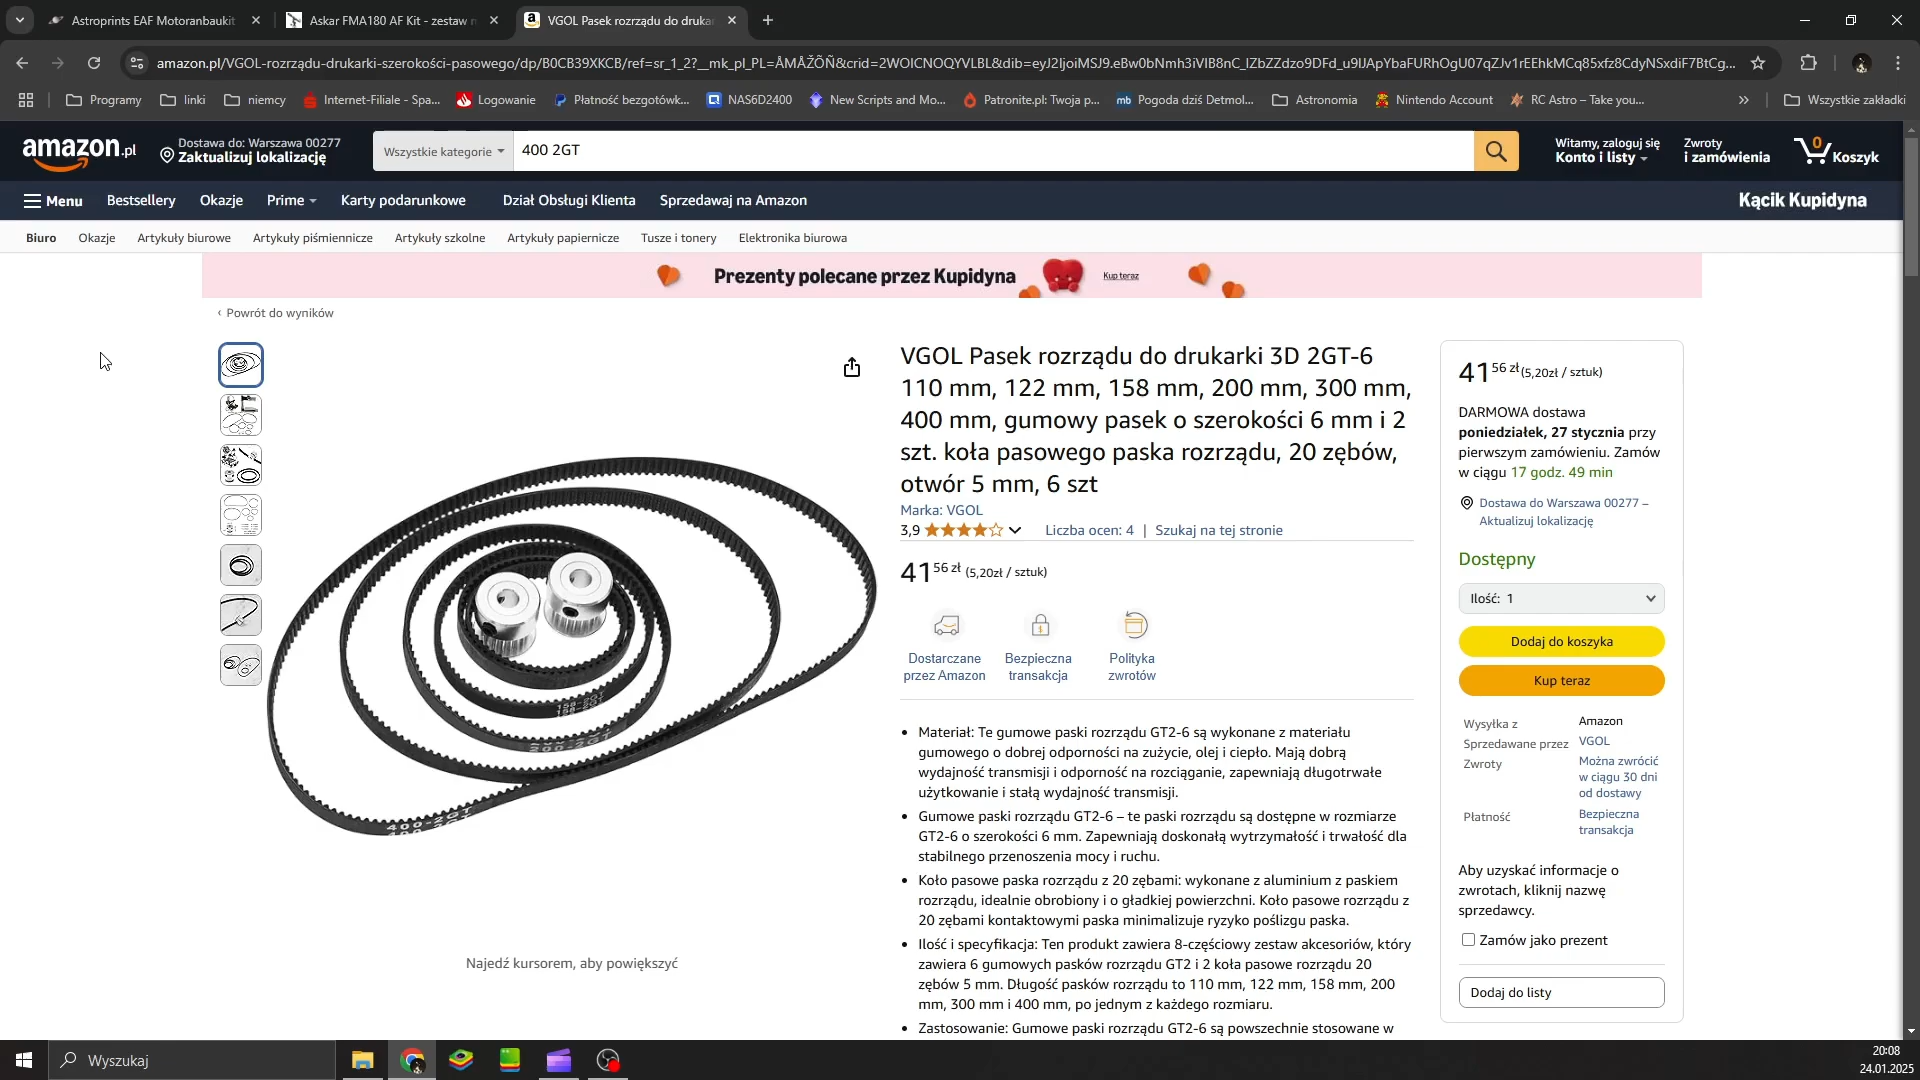 Astroprints EAF Motoranbaukit
Askar FMA180 AF Kit - zestaw
VGOL Pasek rozrządu do druka
amazon.pl/VGOL-rozrządu-drukarki-szerokości-pasowego/dp/B0CB39XKCB/ref=sr_1_2?__mk_pl_PL=ÅMÅŽÕÑ&crid=2WOICNOQYVLBL&dib=
Programy
linki
niemcy
Internet-Filiale - Spa...
Logowanie
Płatność bezgotówk...
NAS6D2400
New Scripts and Mo...
Patronite.pl: Twoja p...
Pogoda dziś Detmol...
Astronomia
Nintendo Account
RC Astro – Take you...
Wszystkie zakładki
amazon.pl
Dostawa do: Warszawa 00277
Zaktualizuj lokalizację
Wszystkie kategorie
400 2GT
Witamy, zaloguj się
Konto i listy
Zwroty
i zamówienia
0
Koszyk
Menu
Bestsellery
Okazje
Prime
Karty podarunkowe
Dział Obsługi Klienta
Sprzedawaj na Amazon
Kącik Kupidyna
Biuro
Okazje
Artykuły biurowe
Artykuły piśmiennicze
Artykuły szkolne
Artykuły papiernicze
Tusze i tonery
Elektronika biurowa
Prezenty polecane przez Kupidyna
Kup teraz
‹ Powrót do wyników
158-2GT
200-2GT
400-2GT
Najedź kursorem, aby powiększyć
VGOL Pasek rozrządu do drukarki 3D 2GT-6
110 mm, 122 mm, 158 mm, 200 mm, 300 mm,
400 mm, gumowy pasek o szerokości 6 mm i 2
szt. koła pasowego paska rozrządu, 20 zębów,
otwór 5 mm, 6 szt
Marka: VGOL
3,9
Liczba ocen: 4 | Szukaj na tej stronie
41 56 zł (5,20zł / sztuk)
Dostarczane
przez Amazon
Bezpieczna
transakcja
Polityka
zwrotów
• Materiał: Te gumowe paski rozrządu GT2-6 są wykonane z materiału
gumowego o dobrej odporności na zużycie, olej i ciepło. Mają dobrą
wydajność transmisji i odporność na rozciąganie, zapewniają długotrwałe
użytkowanie i stałą wydajność transmisji.
• Gumowe paski rozrządu GT2-6 – te paski rozrządu są dostępne w rozmiarze
GT2-6 o szerokości 6 mm. Zapewniają doskonałą wytrzymałość i trwałość dla
stabilnego przenoszenia mocy i ruchu.
• Koło pasowe paska rozrządu z 20 zębami: wykonane z aluminium z paskiem
rozrządu, idealnie obrobiony i o gładkiej powierzchni. Koło pasowe rozrządu z
20 zębami kontaktowymi paska minimalizuje ryzyko poślizgu paska.
• Ilość i specyfikacja: Ten produkt zawiera 8-częściowy zestaw akcesoriów, który
zawiera 6 gumowych pasków rozrządu GT2 i 2 koła pasowe rozrządu 20
zębów 5 mm. Długość pasków rozrządu to 110 mm, 122 mm, 158 mm, 200
mm, 300 mm i 400 mm, po jednym z każdego rozmiaru.
• Zastosowanie: Gumowe paski rozrządu GT2-6 są powszechnie stosowane w
41 56 zł (5,20zł / sztuk)
DARMOWA dostawa
poniedziałek, 27 stycznia przy
pierwszym zamówieniu. Zamów
w ciągu 17 godz. 49 min
Dostawa do Warszawa 00277 –
Aktualizuj lokalizację
Dostępny
Ilość: 1
Dodaj do koszyka
Kup teraz
Wysyłka z
Amazon
Sprzedawane przez
VGOL
Zwroty
Można zwrócić
w ciągu 30 dni
od dostawy
Płatność
Bezpieczna
transakcja
Aby uzyskać informacje o
zwrotach, kliknij nazwę
sprzedawcy.
Zamów jako prezent
Dodaj do listy
Wyszukaj
20:08
24.01.2025